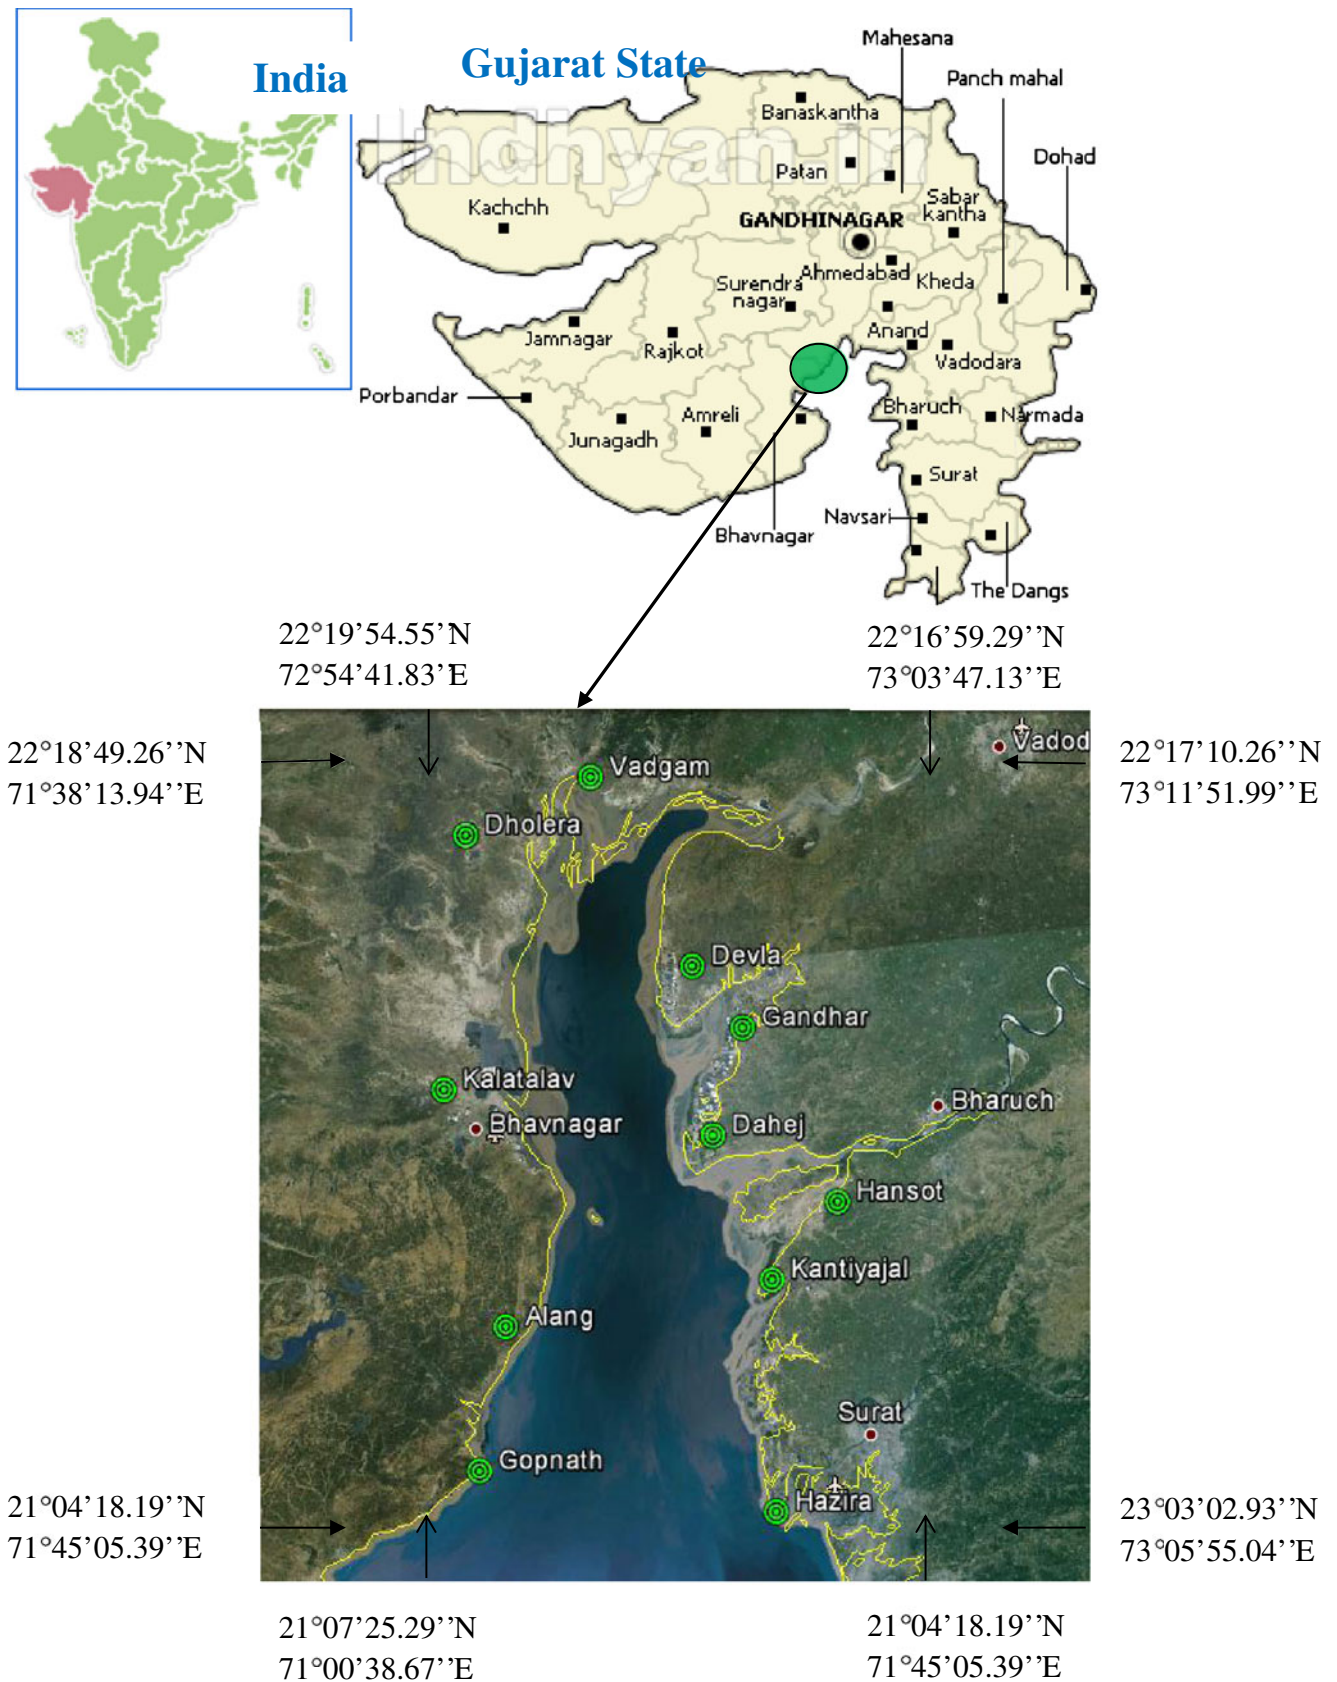 India
Gujarat State
Indhyan.in
Mahesana
Panch mahal
Banaskantha
Dohad
Patan
Sabar
kantha
Kachchh
GANDHINAGAR
Ahmedabad
Kheda
Surendra
nagar
Anand
Jamnagar
Rajkot
Vadodara
Porbandar
Bharuch
Narmada
Amreli
Junagadh
Surat
Navsari
Bhavnagar
The Dangs
22°19'54.55''N
72°54'41.83'E
22°16'59.29''N
73°03'47.13''E
22°18'49.26''N
71°38'13.94''E
22°17'10.26''N
73°11'51.99''E
Vadod
Vadgam
Dholera
Devla
Gandhar
Kalatalav
Bhavnagar
Bharuch
Dahej
Hansot
Kantiyajal
Alang
Surat
Gopnath
Hazira
21°04'18.19''N
71°45'05.39''E
23°03'02.93''N
73°05'55.04''E
21°07'25.29''N
71°00'38.67''E
21°04'18.19''N
71°45'05.39''E